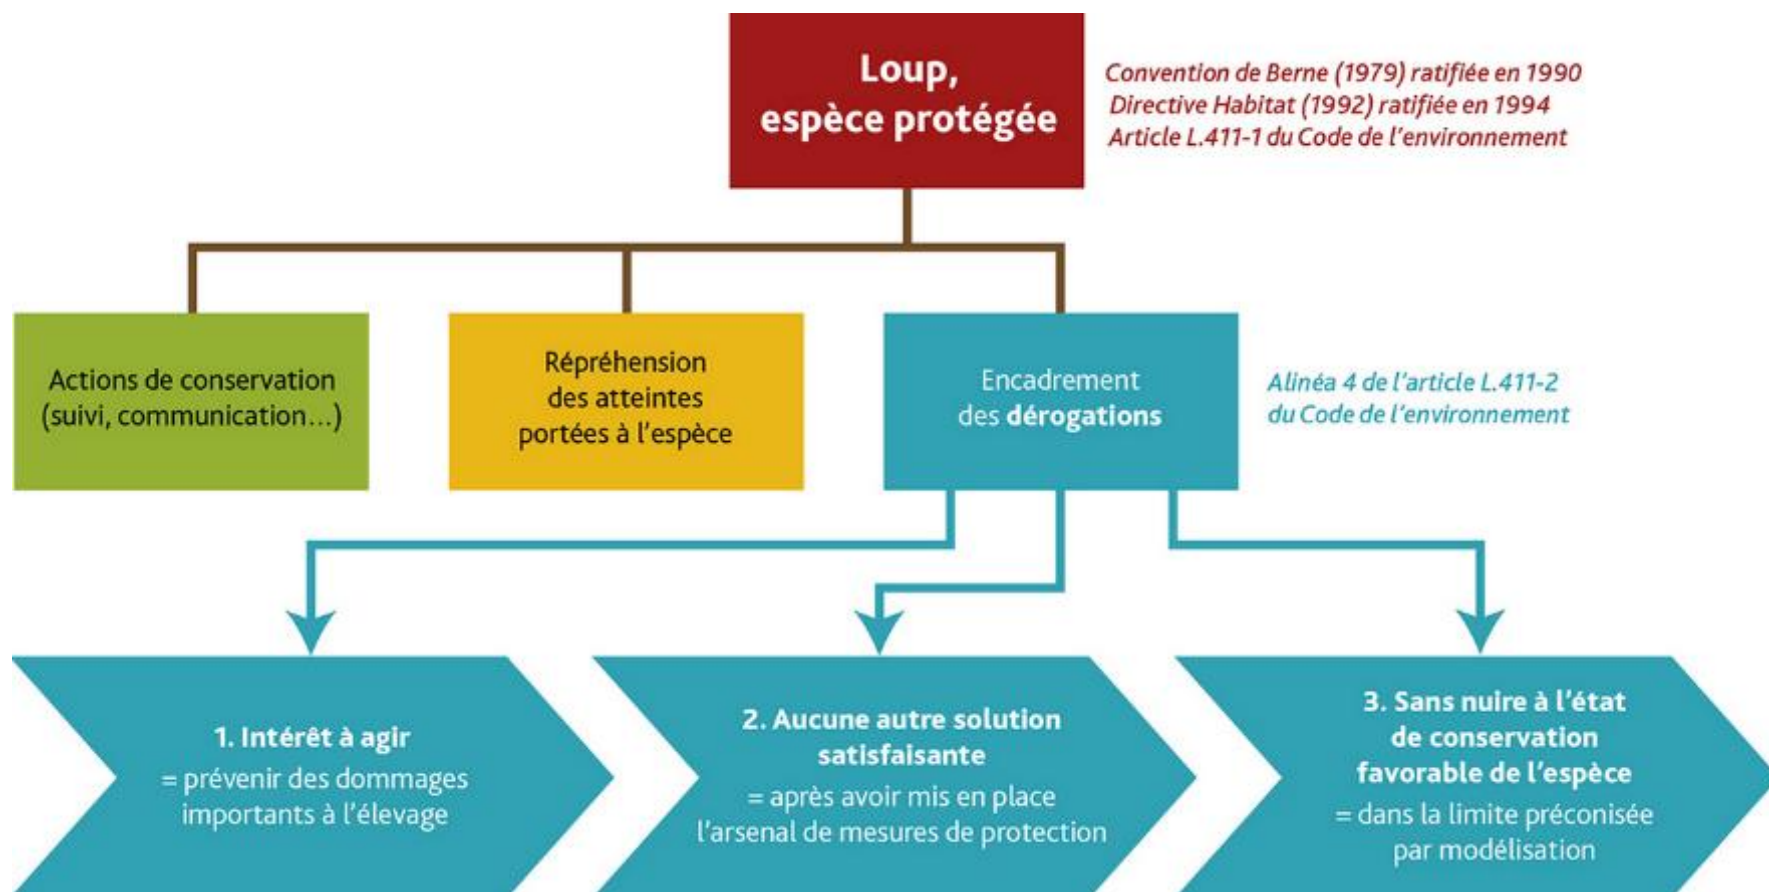 Loup,
espèce protégée
Convention de Berne (1979) ratifiée en 1990
Directive Habitat (1992) ratifiée en 1994
Article L.411-1 du Code de l'environnement
Actions de conservation
(suivi, communication...)
Répréhension
des atteintes
portées à l'espèce
Encadrement
des dérogations
Alinéa 4 de l'article L.411-2
du Code de l'environnement
1. Intérêt à agir
= prévenir des dommages
importants à l'élevage
2. Aucune autre solution
satisfaisante
= après avoir mis en place
l'arsenal de mesures de protection
3. Sans nuire à l'état
de conservation
favorable de l'espèce
= dans la limite préconisée
par modélisation